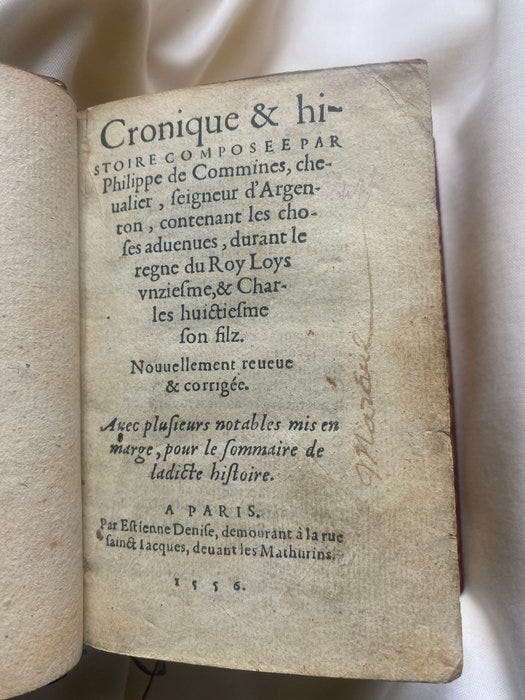 Cronique & hi-
STOIRE COMPOSEE PAR
Philippe de Commines, che-
ualier, ſeigneur d'Argen-
ton, contenant les cho-
ſes aduenues, durant le
regne du Roy Loys
vnzieſme, & Char-
les huictieſme
ſon filz.
Nouuellement reueue
& corrigée.
Auec pluſieurs notables mis en
marge, pour le ſommaire de
ladicte hiſtoire.
A PARIS.
Par Eſtienne Deniſe, demourant à la rue
ſainct Iacques, deuant les Mathurins.
1556.